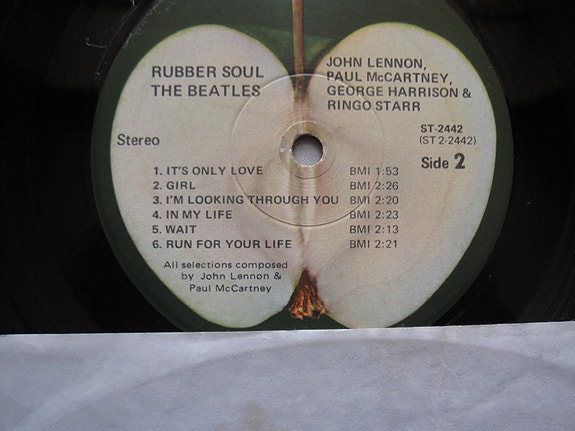 RUBBER SOUL
THE BEATLES
JOHN LENNON,
PAUL McCARTNEY,
GEORGE HARRISON &
RINGO STARR
Stereo
ST-2442
(ST 2-2442)
Side 2
1. IT'S ONLY LOVE BMI 1:53
2. GIRL BMI 2:26
3. I'M LOOKING THROUGH YOU BMI 2:20
4. IN MY LIFE BMI 2:23
5. WAIT BMI 2:13
6. RUN FOR YOUR LIFE BMI 2:21
All selections composed
by John Lennon &
Paul McCartney